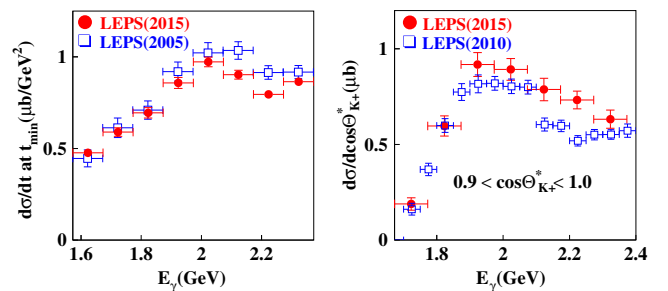 LEPS(2015)
LEPS(2005)
dσ/dt at t_min(μb/GeV²)
1
0.5
0
1.6 1.8 2 2.2
E_γ(GeV)
LEPS(2015)
LEPS(2010)
dσ/dcosΘ*_K+(μb)
1
0.5
0
0.9 < cosΘ*_K+ < 1.0
1.6 1.8 2 2.2 2.4
E_γ(GeV)